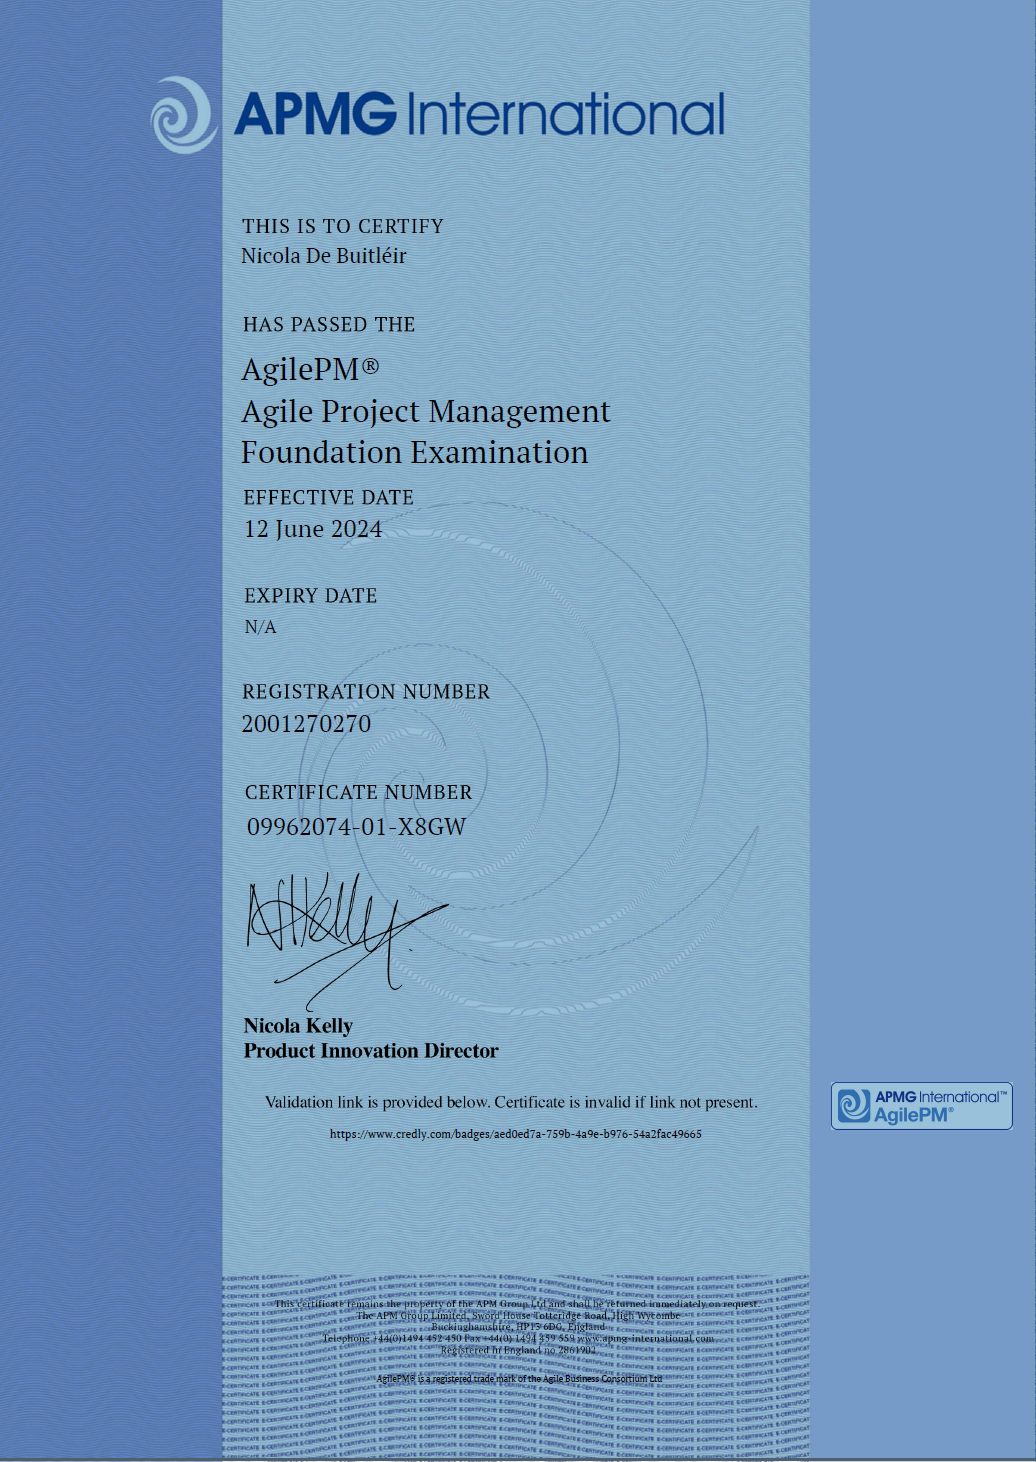 APMG International
THIS IS TO CERTIFY
Nicola De Buitléir
HAS PASSED THE
AgilePM®
Agile Project Management
Foundation Examination
EFFECTIVE DATE
12 June 2024
EXPIRY DATE
N/A
REGISTRATION NUMBER
2001270270
CERTIFICATE NUMBER
09962074-01-X8GW
Nicola Kelly
Product Innovation Director
Validation link is provided below. Certificate is invalid if link not present.
https://www.credly.com/badges/aed0ed7a-759b-4a9e-b976-54a2fac49665
APMG International™
AgilePM®
This certificate remains the property of the APM Group Ltd and shall be returned immediately on request.
The APM Group Limited, Sword House Totteridge Road, High Wycombe
Buckinghamshire, HP13 6DG, England
Telephone +44(0)1494 452 450 Fax +44(0) 1494 459 559 www.apmg-international.com
Registered in England no 2861902
AgilePM® is a registered trade mark of the Agile Business Consortium Ltd